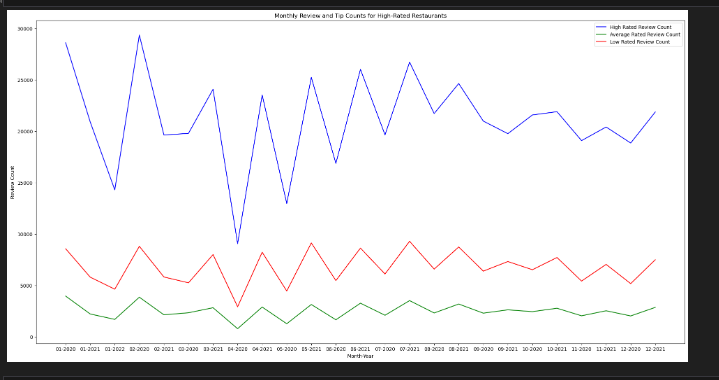 Monthly Review and Tip Counts for High-Rated Restaurants
High Rated Review Count
Average Rated Review Count
Low Rated Review Count
30000
25000
20000
15000
10000
5000
0
Review Count
01-2020 01-2021 01-2022 02-2020 02-2021 03-2020 03-2021 04-2020 04-2021 05-2020 05-2021 06-2020 06-2021 07-2020 07-2021 08-2020 08-2021 09-2020 09-2021 10-2020 10-2021 11-2020 11-2021 12-2020 12-2021
Month-Year